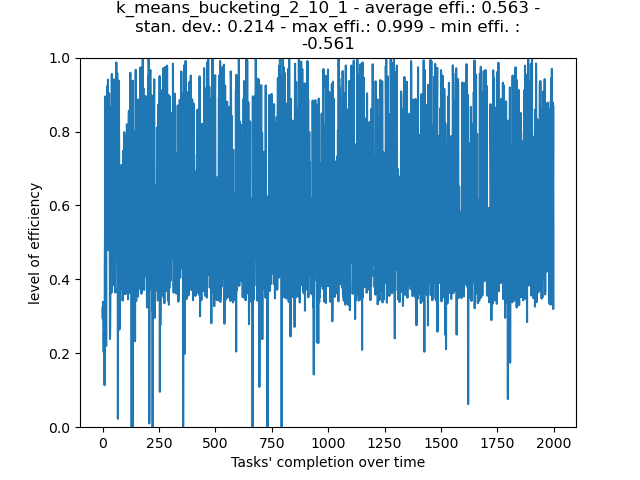 k_means_bucketing_2_10_1 - average effi.: 0.563 -
stan. dev.: 0.214 - max effi.: 0.999 - min effi. :
-0.561
1.0
0.8
0.6
0.4
0.2
0.0
level of efficiency
0 250 500 750 1000 1250 1500 1750 2000
Tasks' completion over time